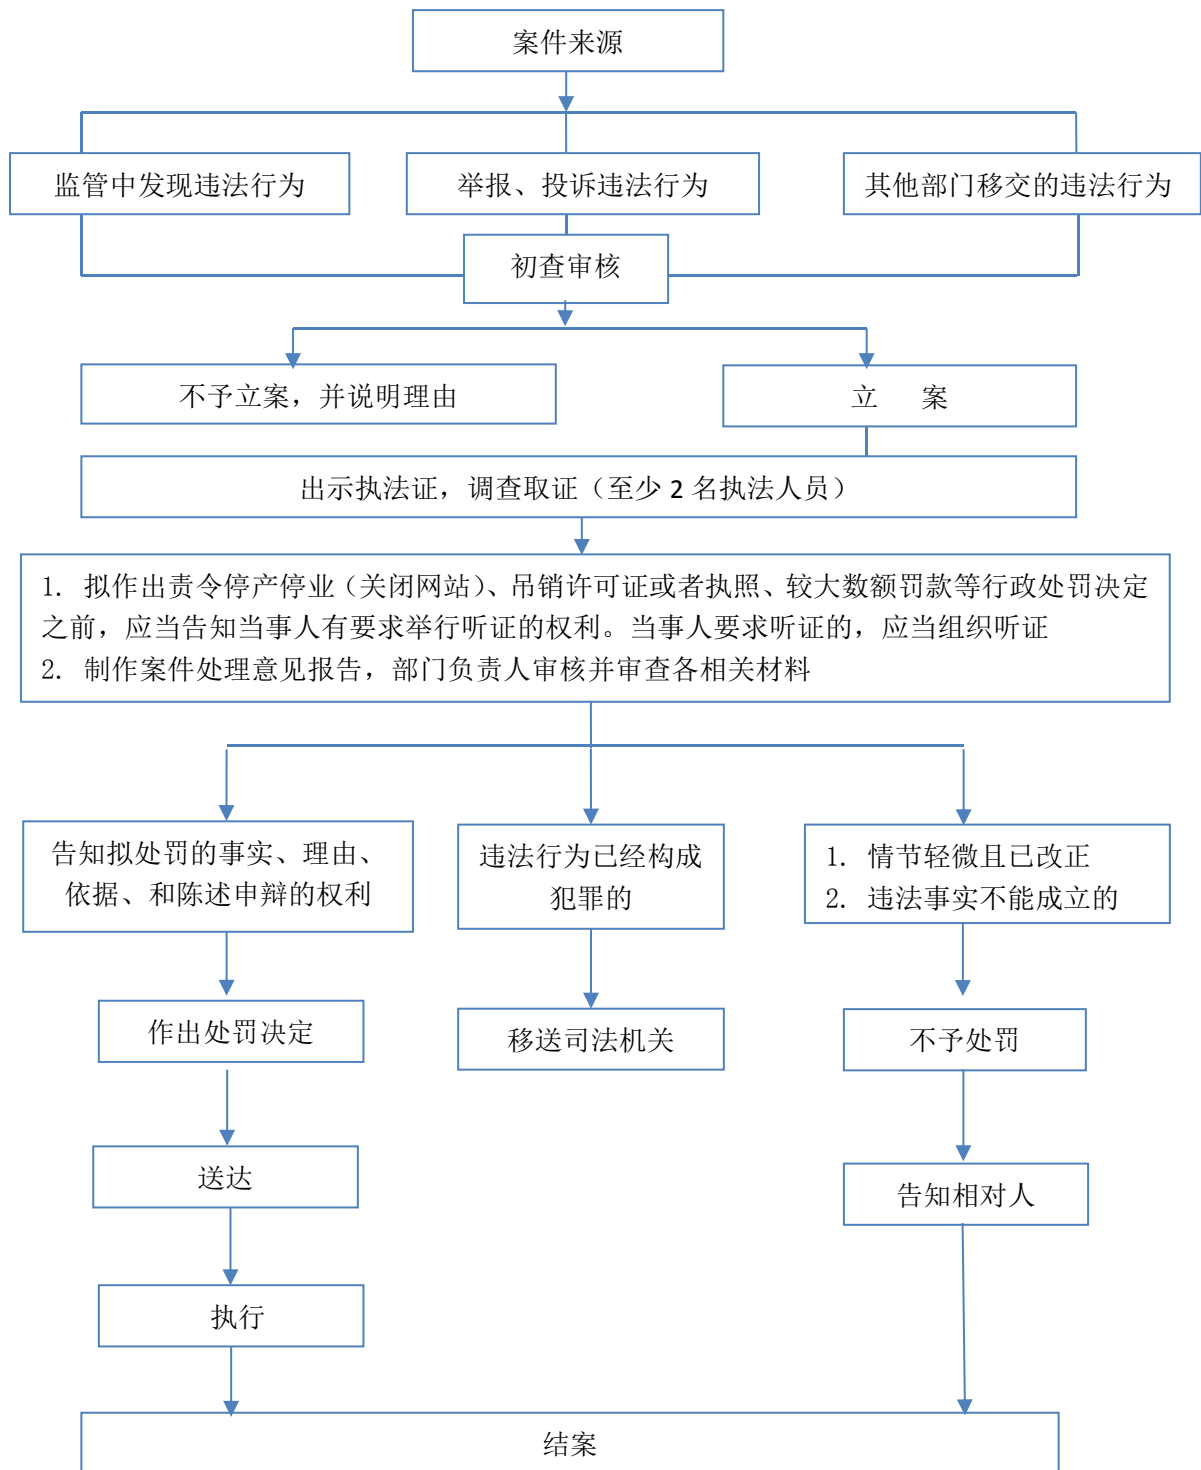 案件来源
监管中发现违法行为
举报、投诉违法行为
其他部门移交的违法行为
初查审核
不予立案，并说明理由
立 案
出示执法证，调查取证（至少 2 名执法人员）
1. 拟作出责令停产停业（关闭网站）、吊销许可证或者执照、较大数额罚款等行政处罚决定
之前，应当告知当事人有要求举行听证的权利。当事人要求听证的，应当组织听证
2. 制作案件处理意见报告，部门负责人审核并审查各相关材料
告知拟处罚的事实、理由、
依据、和陈述申辩的权利
违法行为已经构成
犯罪的
1. 情节轻微且已改正
2. 违法事实不能成立的
作出处罚决定
移送司法机关
不予处罚
送达
告知相对人
执行
结案